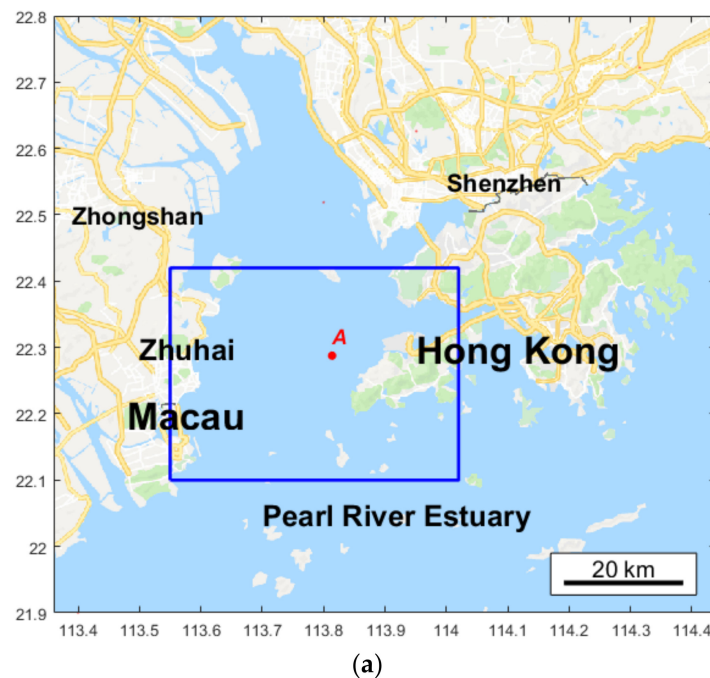 22.8
22.7
22.6
Shenzhen
22.5
Zhongshan
22.4
A
22.3
Zhuhai
Hong Kong
22.2
Macau
22.1
Pearl River Estuary
22
20 km
21.9
113.4 113.5 113.6 113.7 113.8 113.9 114 114.1 114.2 114.3 114.4
(a)